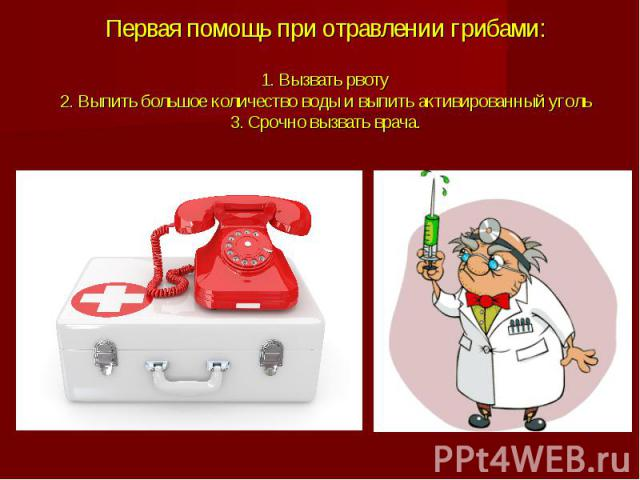 Первая помощь при отравлении грибами:
1. Вызвать рвоту
2. Выпить большое количество воды и выпить активированный уголь
3. Срочно вызвать врача.
PPt4WEB.ru